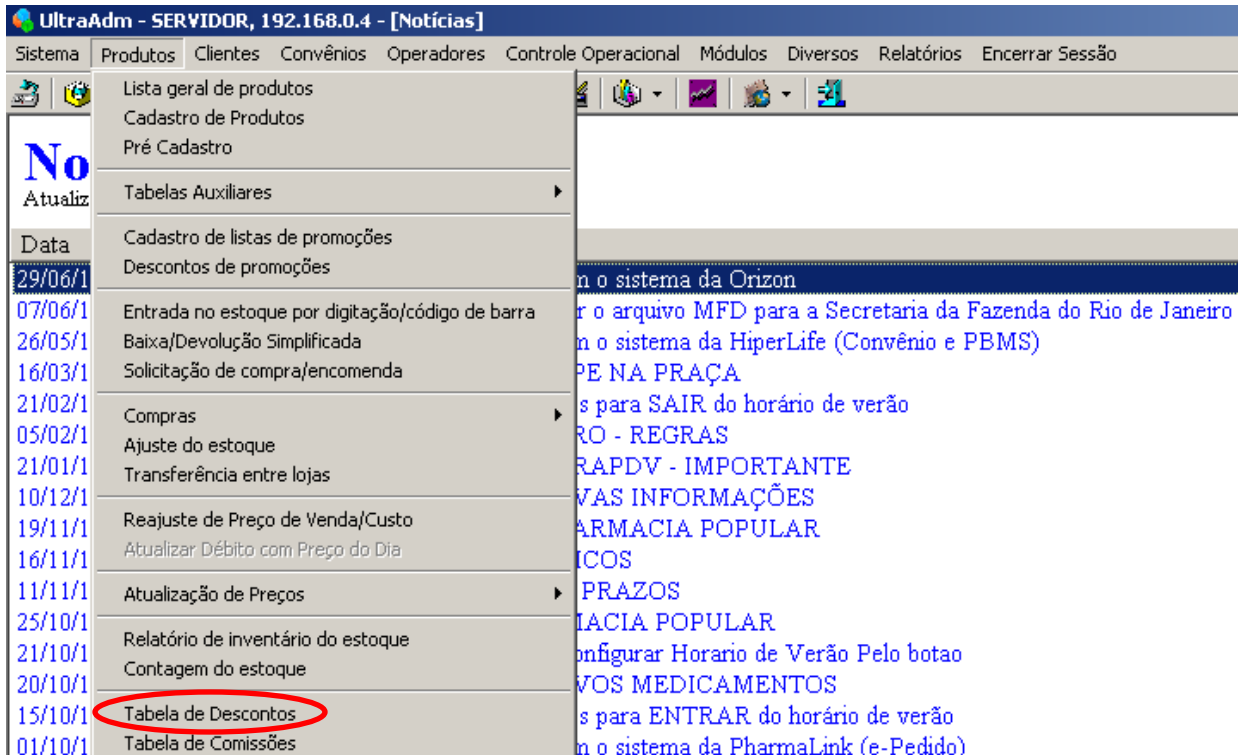 UltraAdm - SERVIDOR, 192.168.0.4 - [Notícias]
Sistema Produtos Clientes Convênios Operadores Controle Operacional Módulos Diversos Relatórios Encerrar Sessão
Lista geral de produtos
Cadastro de Produtos
Pré Cadastro
Tabelas Auxiliares
Cadastro de listas de promoções
Descontos de promoções
Entrada no estoque por digitação/código de barra
Baixa/Devolução Simplificada
Solicitação de compra/encomenda
Compras
Ajuste do estoque
Transferência entre lojas
Reajuste de Preço de Venda/Custo
Atualizar Débito com Preço do Dia
Atualização de Preços
Relatório de inventário do estoque
Contagem do estoque
Tabela de Descontos
Tabela de Comissões
No
Atualiz
Data
29/06/1 m o sistema da Orizon
07/06/1 r o arquivo MFD para a Secretaria da Fazenda do Rio de Janeiro
26/05/1 m o sistema da HiperLife (Convênio e PBMS)
16/03/1 PE NA PRAÇA
21/02/1 s para SAIR do horário de verão
05/02/1 RO - REGRAS
21/01/1 RAPDV - IMPORTANTE
10/12/1 VAS INFORMAÇÕES
19/11/1 ARMACIA POPULAR
16/11/1 ICOS
11/11/1 PRAZOS
25/10/1 MACIA POPULAR
21/10/1 onfigurar Horario de Verão Pelo botao
20/10/1 VOS MEDICAMENTOS
15/10/1 s para ENTRAR do horário de verão
01/10/1 m o sistema da PharmaLink (e-Pedido)